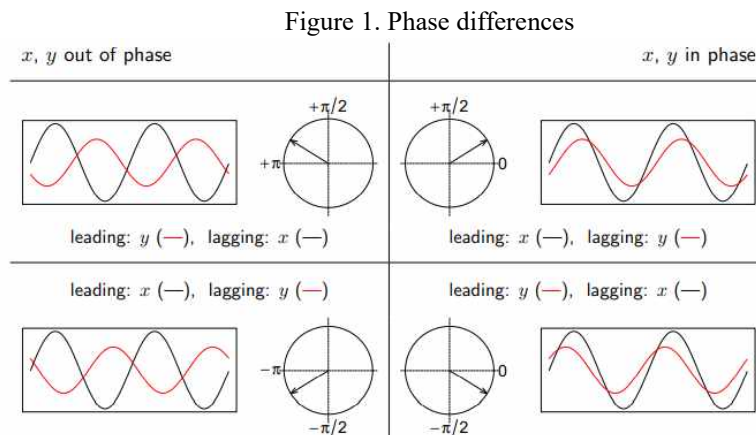 Figure 1. Phase differences
x, y out of phase
x, y in phase
+π/2
+π/2
+π
0
leading: y (—), lagging: x (—)
leading: x (—), lagging: y (—)
leading: x (—), lagging: y (—)
leading: y (—), lagging: x (—)
−π
0
−π/2
−π/2